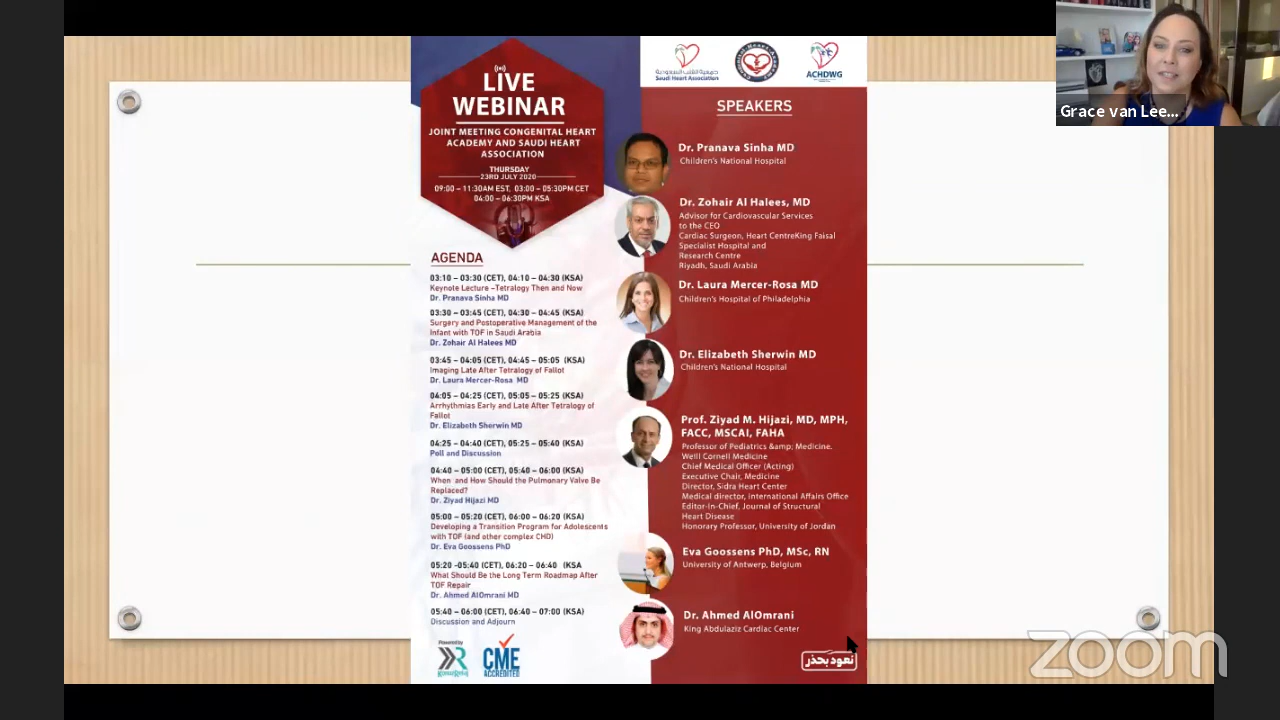 LIVE
WEBINAR
JOINT MEETING CONGENITAL HEART
ACADEMY AND SAUDI HEART
ASSOCIATION
THURSDAY
23RD JULY 2020
09:00 – 11:30AM EST, 03:00 – 05:30PM CET
04:00 – 06:30PM KSA
AGENDA
03:10 – 03:30 (CET), 04:10 – 04:30 (KSA)
Keynote Lecture –Tetralogy Then and Now
Dr. Pranava Sinha MD
03:30 – 03:45 (CET), 04:30 – 04:45 (KSA)
Surgery and Postoperative Management of the
Infant with TOF in Saudi Arabia
Dr. Zohair Al Halees MD
03:45 – 04:05 (CET), 04:45 – 05:05 (KSA)
Imaging Late After Tetralogy of Fallot
Dr. Laura Mercer-Rosa MD
04:05 – 04:25 (CET), 05:05 – 05:25 (KSA)
Arrhythmias Early and Late After Tetralogy of
Fallot
Dr. Elizabeth Sherwin MD
04:25 – 04:40 (CET), 05:25 – 05:40 (KSA)
Poll and Discussion
04:40 – 05:00 (CET), 05:40 – 06:00 (KSA)
When and How Should the Pulmonary Valve Be
Replaced?
Dr. Ziyad Hijazi MD
05:00 – 05:20 (CET), 06:00 – 06:20 (KSA)
Developing a Transition Program for Adolescents
with TOF (and other complex CHD)
Dr. Eva Goossens PhD
05:20 -05:40 (CET), 06:20 – 06:40 (KSA
What Should Be the Long Term Roadmap After
TOF Repair
Dr. Ahmed AlOmrani MD
05:40 – 06:00 (CET), 06:40 – 07:00 (KSA)
Discussion and Adjourn
Powered by
CME
ACCREDITED
جمعية القلب السعودية
Saudi Heart Association
ACHDWG
SPEAKERS
Dr. Pranava Sinha MD
Children's National Hospital
Dr. Zohair Al Halees, MD
Advisor for Cardiovascular Services
to the CEO
Cardiac Surgeon, Heart CentreKing Faisal
Specialist Hospital and
Research Centre
Riyadh, Saudi Arabia
Dr. Laura Mercer-Rosa MD
Children's Hospital of Philadelphia
Dr. Elizabeth Sherwin MD
Children's National Hospital
Prof. Ziyad M. Hijazi, MD, MPH,
FACC, MSCAI, FAHA
Professor of Pediatrics &amp; Medicine.
Weill Cornell Medicine
Chief Medical Officer (Acting)
Executive Chair, Medicine
Director, Sidra Heart Center
Medical director, international Affairs Office
Editor-in-Chief, Journal of Structural
Heart Disease
Honorary Professor, University of Jordan
Eva Goossens PhD, MSc, RN
University of Antwerp, Belgium
Dr. Ahmed AlOmrani
King Abdulaziz Cardiac Center
نعود بحذر
Grace van Lee...
zoom